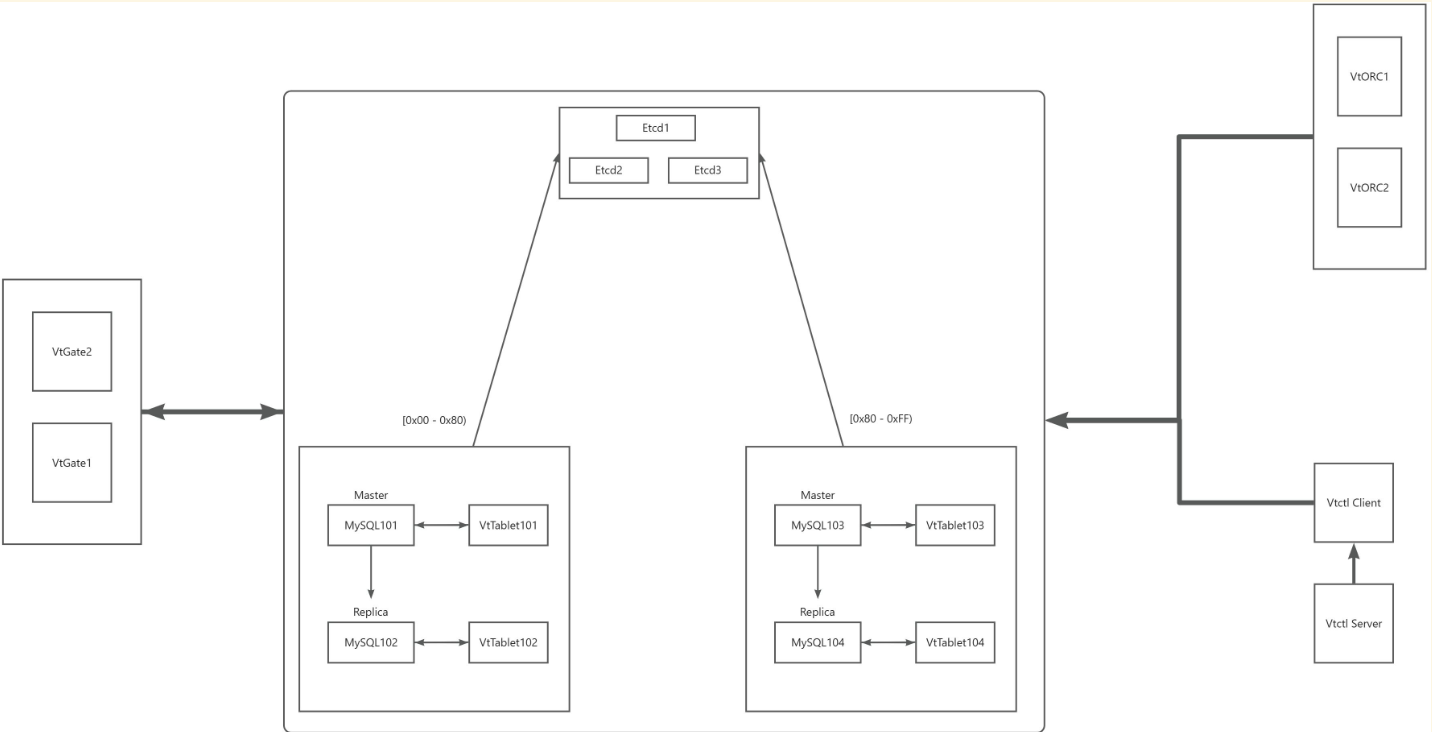 VtORC1
VtORC2
Etcd1
Etcd2
Etcd3
VtGate2
VtGate1
[0x00 - 0x80)
[0x80 - 0xFF)
Master
MySQL101
VtTablet101
Replica
MySQL102
VtTablet102
Master
MySQL103
VtTablet103
Replica
MySQL104
VtTablet104
Vtctl Client
Vtctl Server